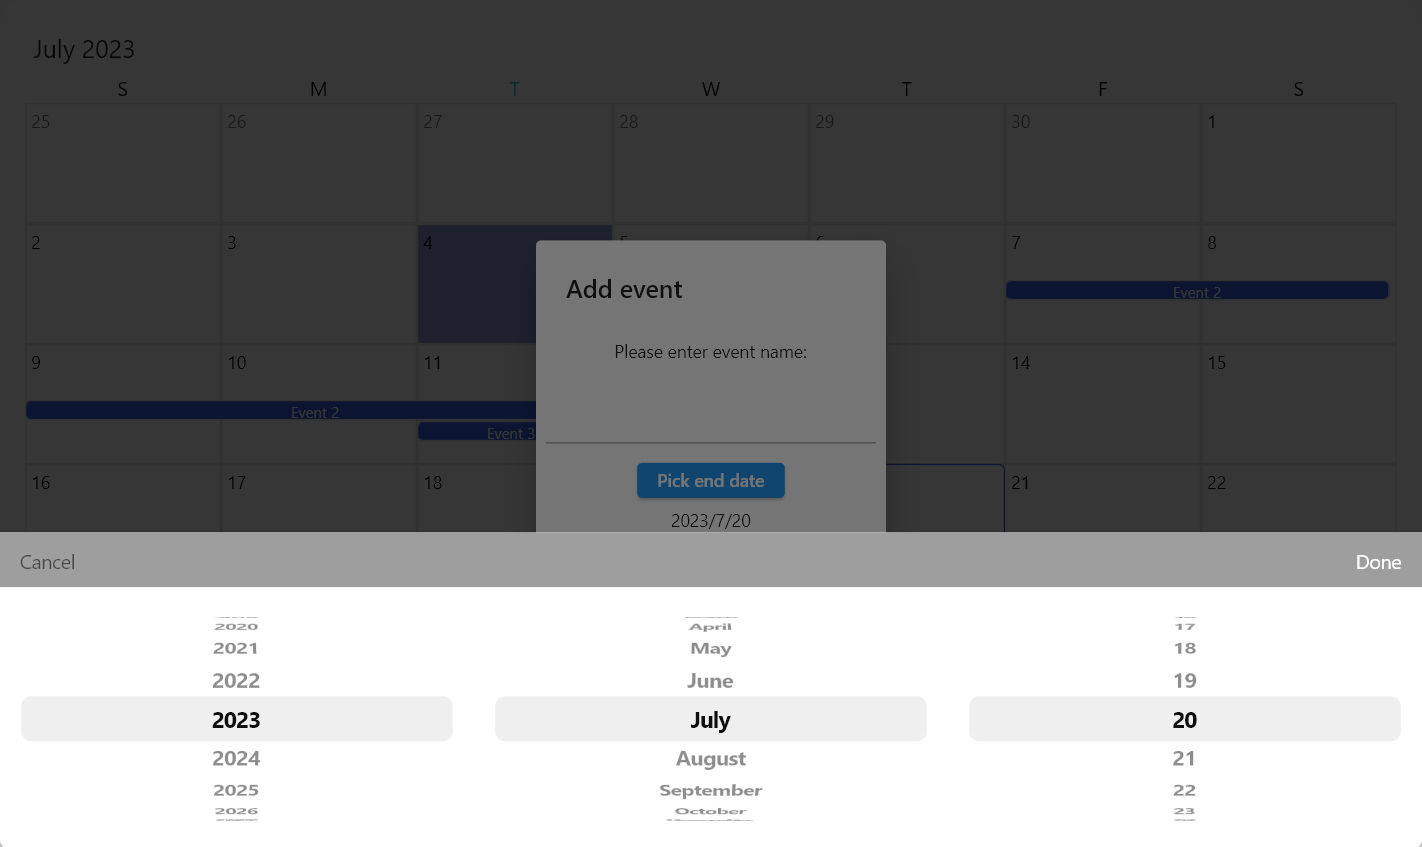 July 2023
S M T W T F S
25 26 27 28 29 30 1
2 3 4 7 8
Add event
Event 2
Please enter event name:
9 10 11 14 15
Event 2
Event 3
16 17 18 21 22
Pick end date
2023/7/20
Cancel Done
2020 April 17
2021 May 18
2022 June 19
2023 July 20
2024 August 21
2025 September 22
2026 October 23